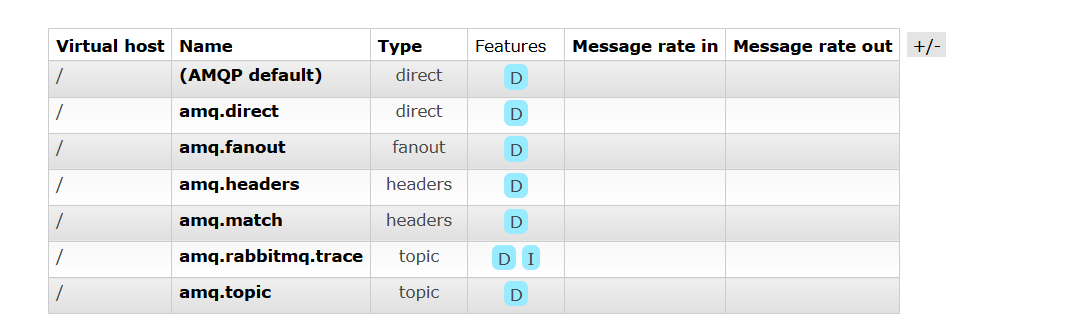 Virtual host Name Type Features Message rate in Message rate out +/-
/ (AMQP default) direct D
/ amq.direct direct D
/ amq.fanout fanout D
/ amq.headers headers D
/ amq.match headers D
/ amq.rabbitmq.trace topic D I
/ amq.topic topic D